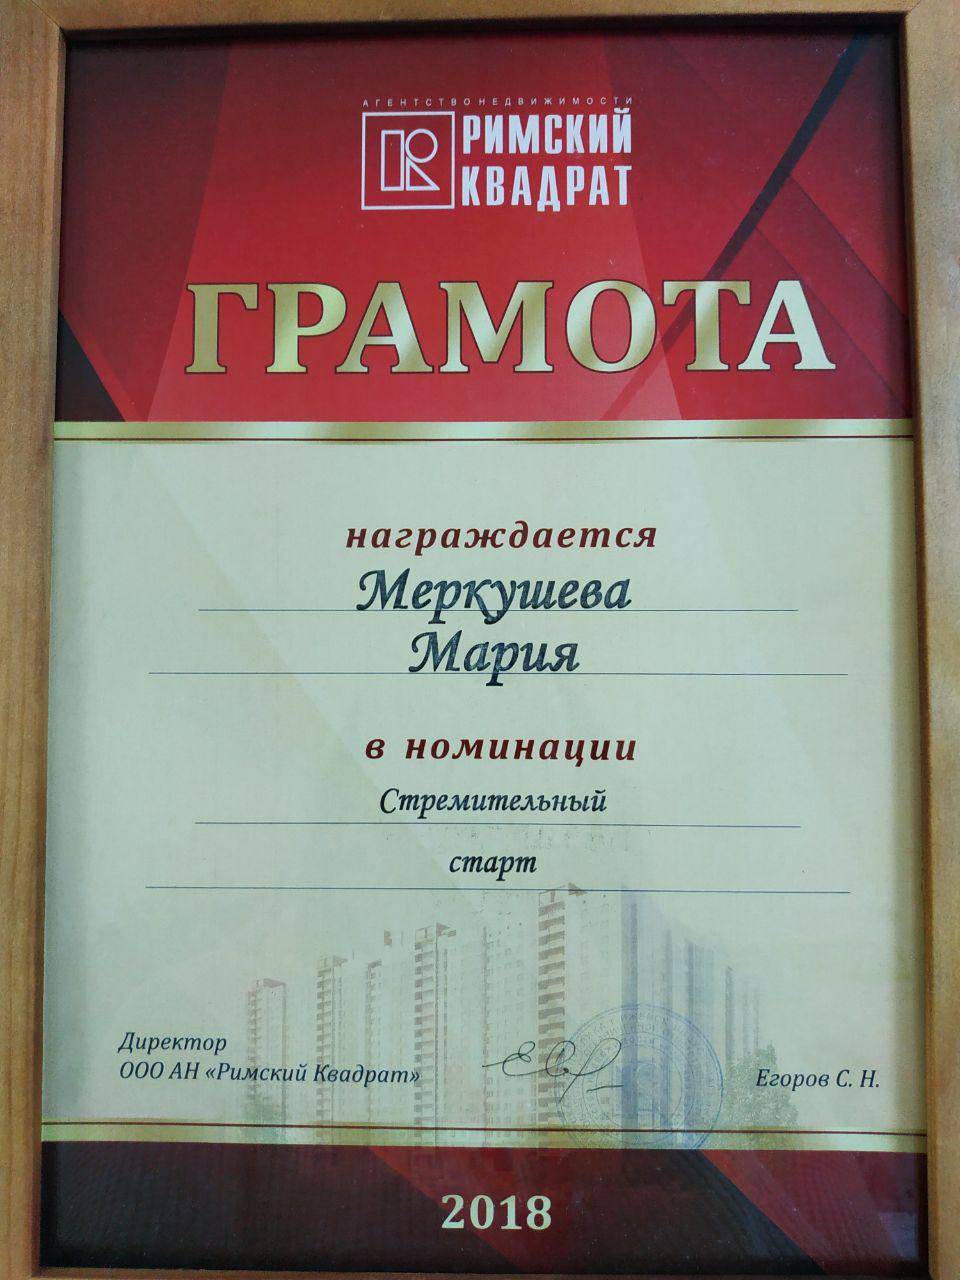 АГЕНТСТВО НЕДВИЖИМОСТИ
РИМСКИЙ
КВАДРАТ
ГРАМОТА
награждается
Меркушева
Мария
в номинации
Стремительный
старт
Директор
ООО АН «Римский Квадрат»
Егоров С. Н.
2018